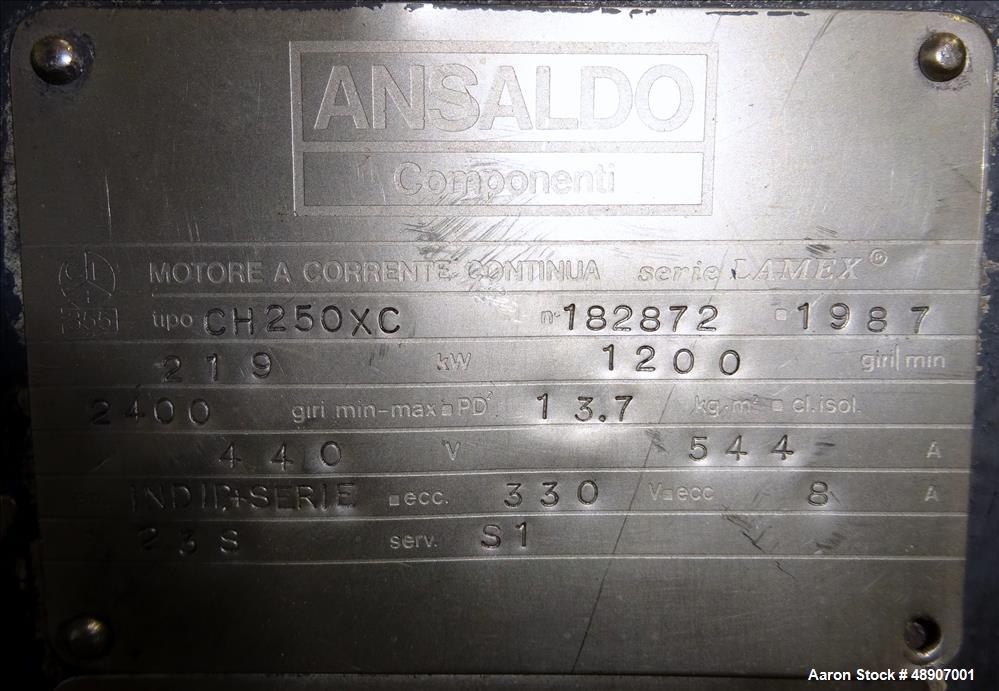 ANSALDO
Componenti
MOTORE A CORRENTE CONTINUA serie LAMEX ®
355 tipo CH250XC n. 182872 1987
219 kW 1200 giri/min
2400 giri min-max PD² 13.7 kg-m² cl.isol.
440 V 544 A
INDIP+SERIE ecc. 330 V ecc 8 A
23S serv. S1
Aaron Stock # 48907001